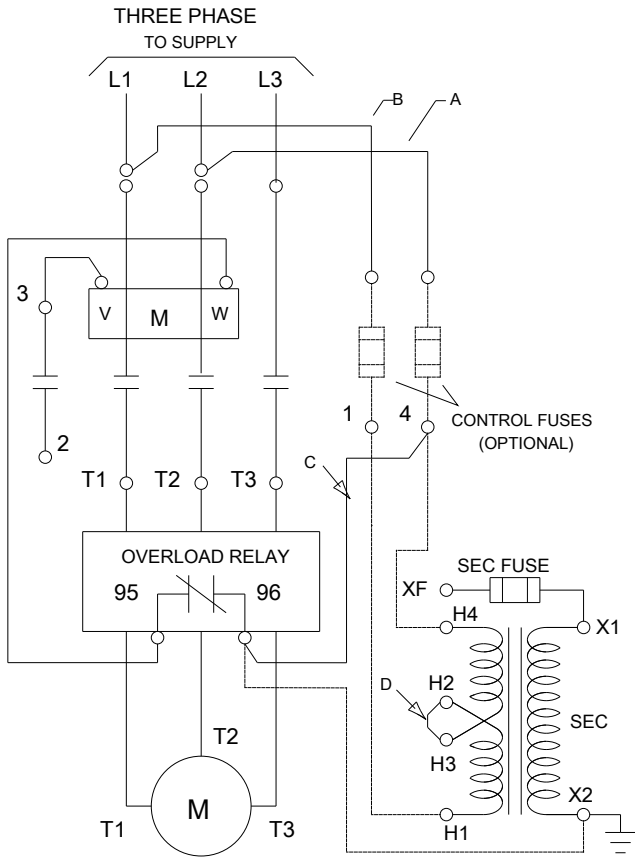 THREE PHASE
TO SUPPLY
L1 L2 L3
B A
3
V M W
2
1 4
CONTROL FUSES
(OPTIONAL)
T1 T2 T3
C
OVERLOAD RELAY
95 96
SEC FUSE
XF
H4 X1
D H2
SEC
H3
T2
X2
M
T1 T3
H1